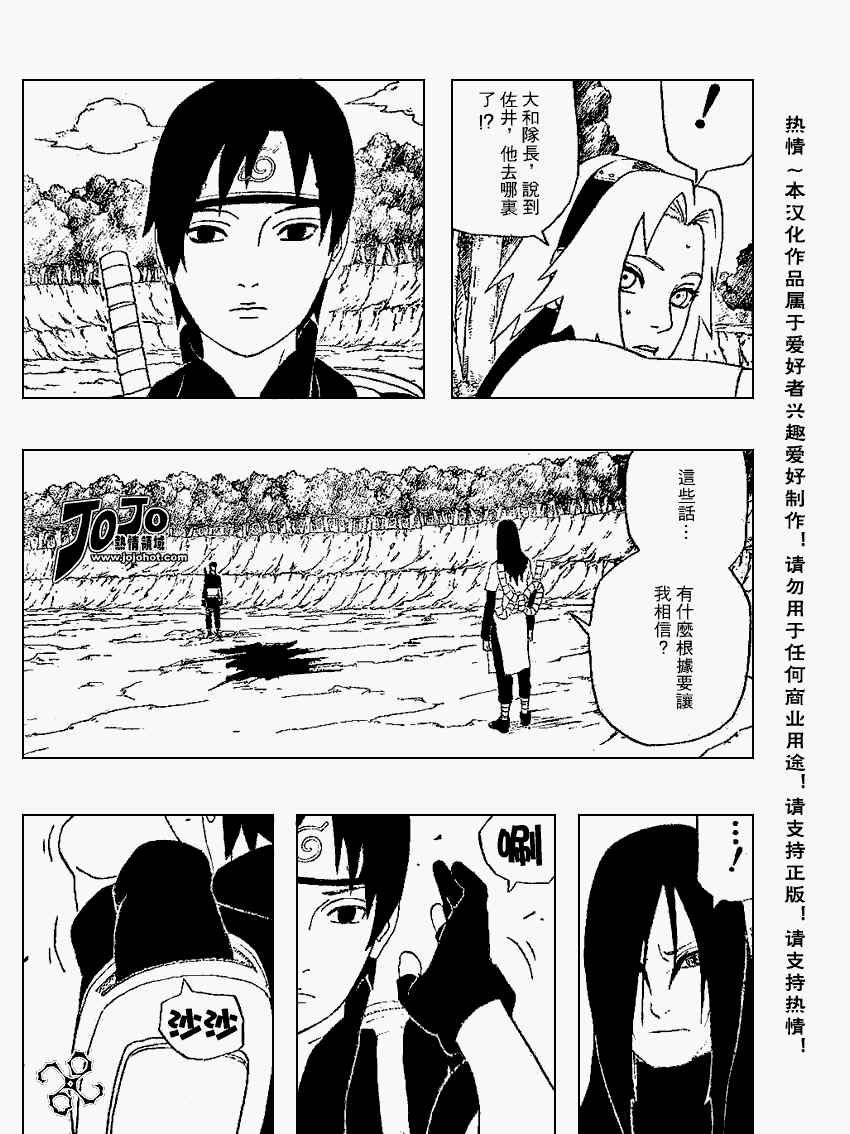 !
大和隊長，說到
佐井，他去哪裏
了!?
這些話…
有什麼根據要讓
我相信？
JOJO
熱情領域
www.jojohot.com
…!
唰
沙沙
热情~本汉化作品属于爱好者兴趣爱好制作！请勿用于任何商业用途！请支持正版！请支持热情！